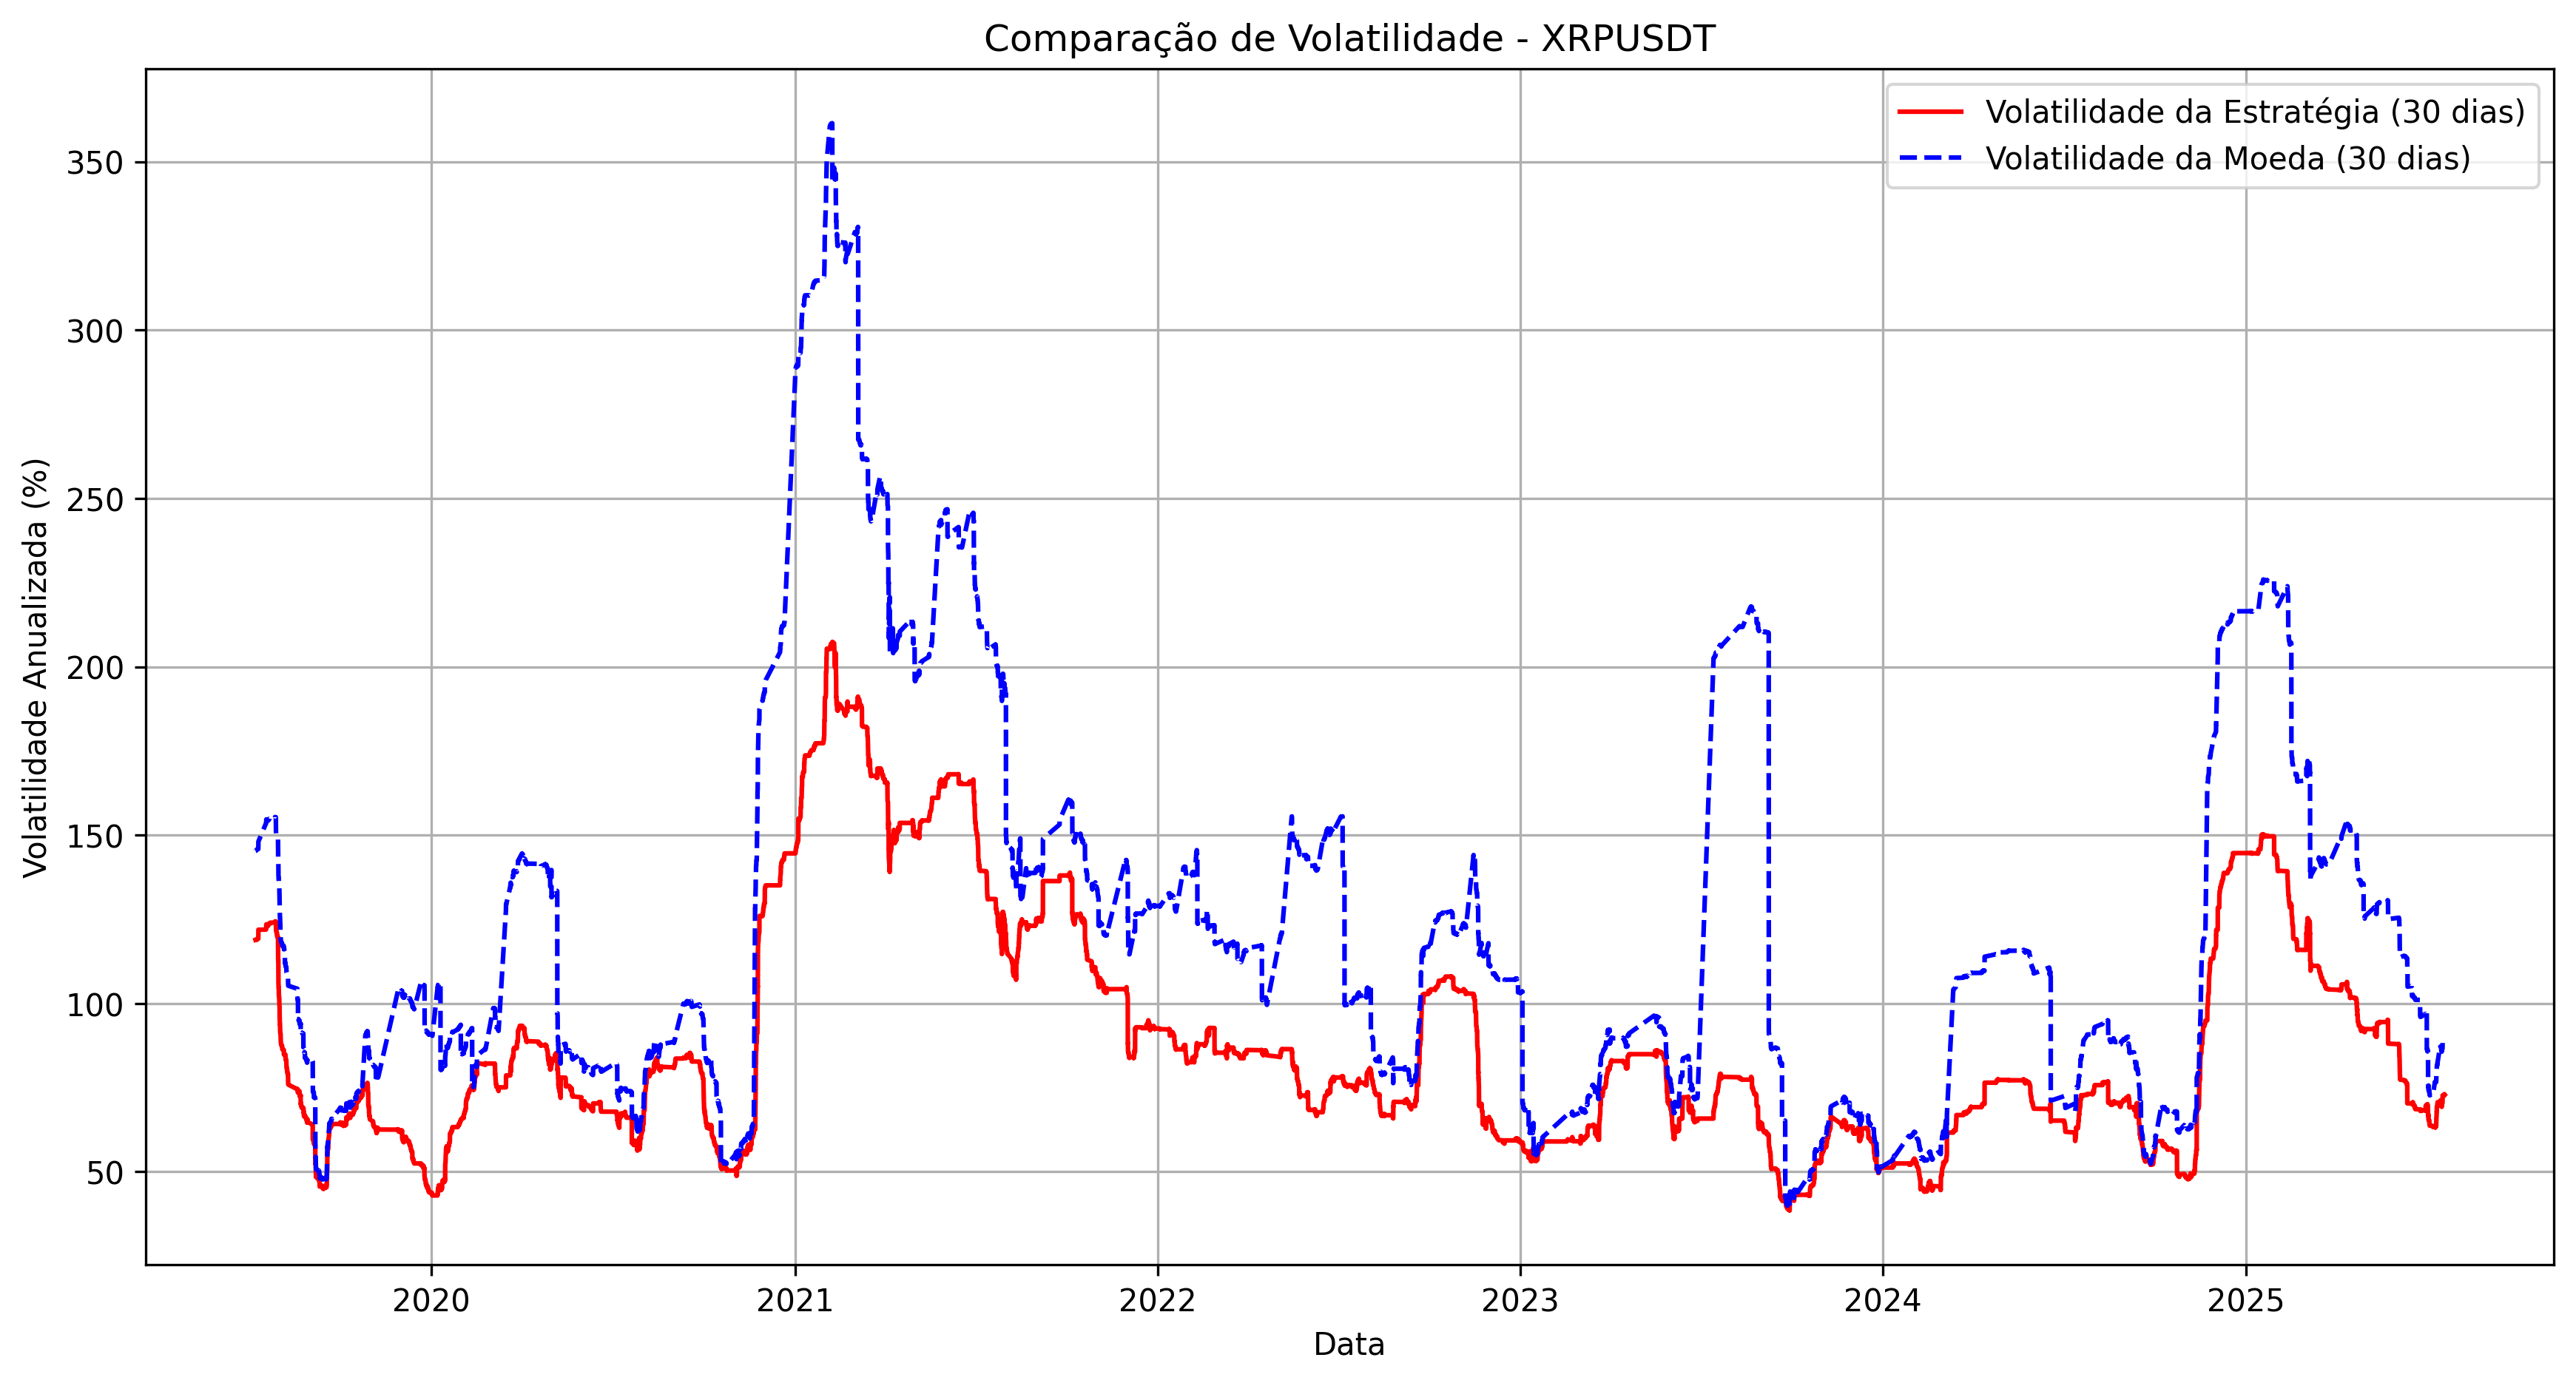 Comparação de Volatilidade - XRPUSDT
Volatilidade da Estratégia (30 dias)
Volatilidade da Moeda (30 dias)
Volatilidade Anualizada (%)
350
300
250
200
150
100
50
2020
2021
2022
2023
2024
2025
Data